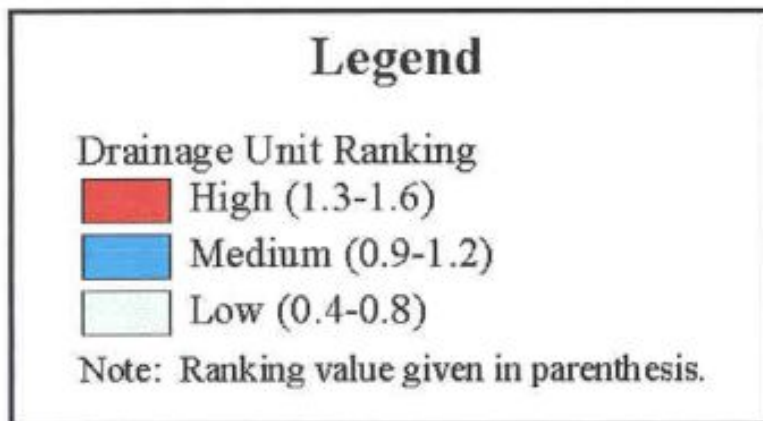 Legend
Drainage Unit Ranking
High (1.3-1.6)
Medium (0.9-1.2)
Low (0.4-0.8)
Note: Ranking value given in parenthesis.